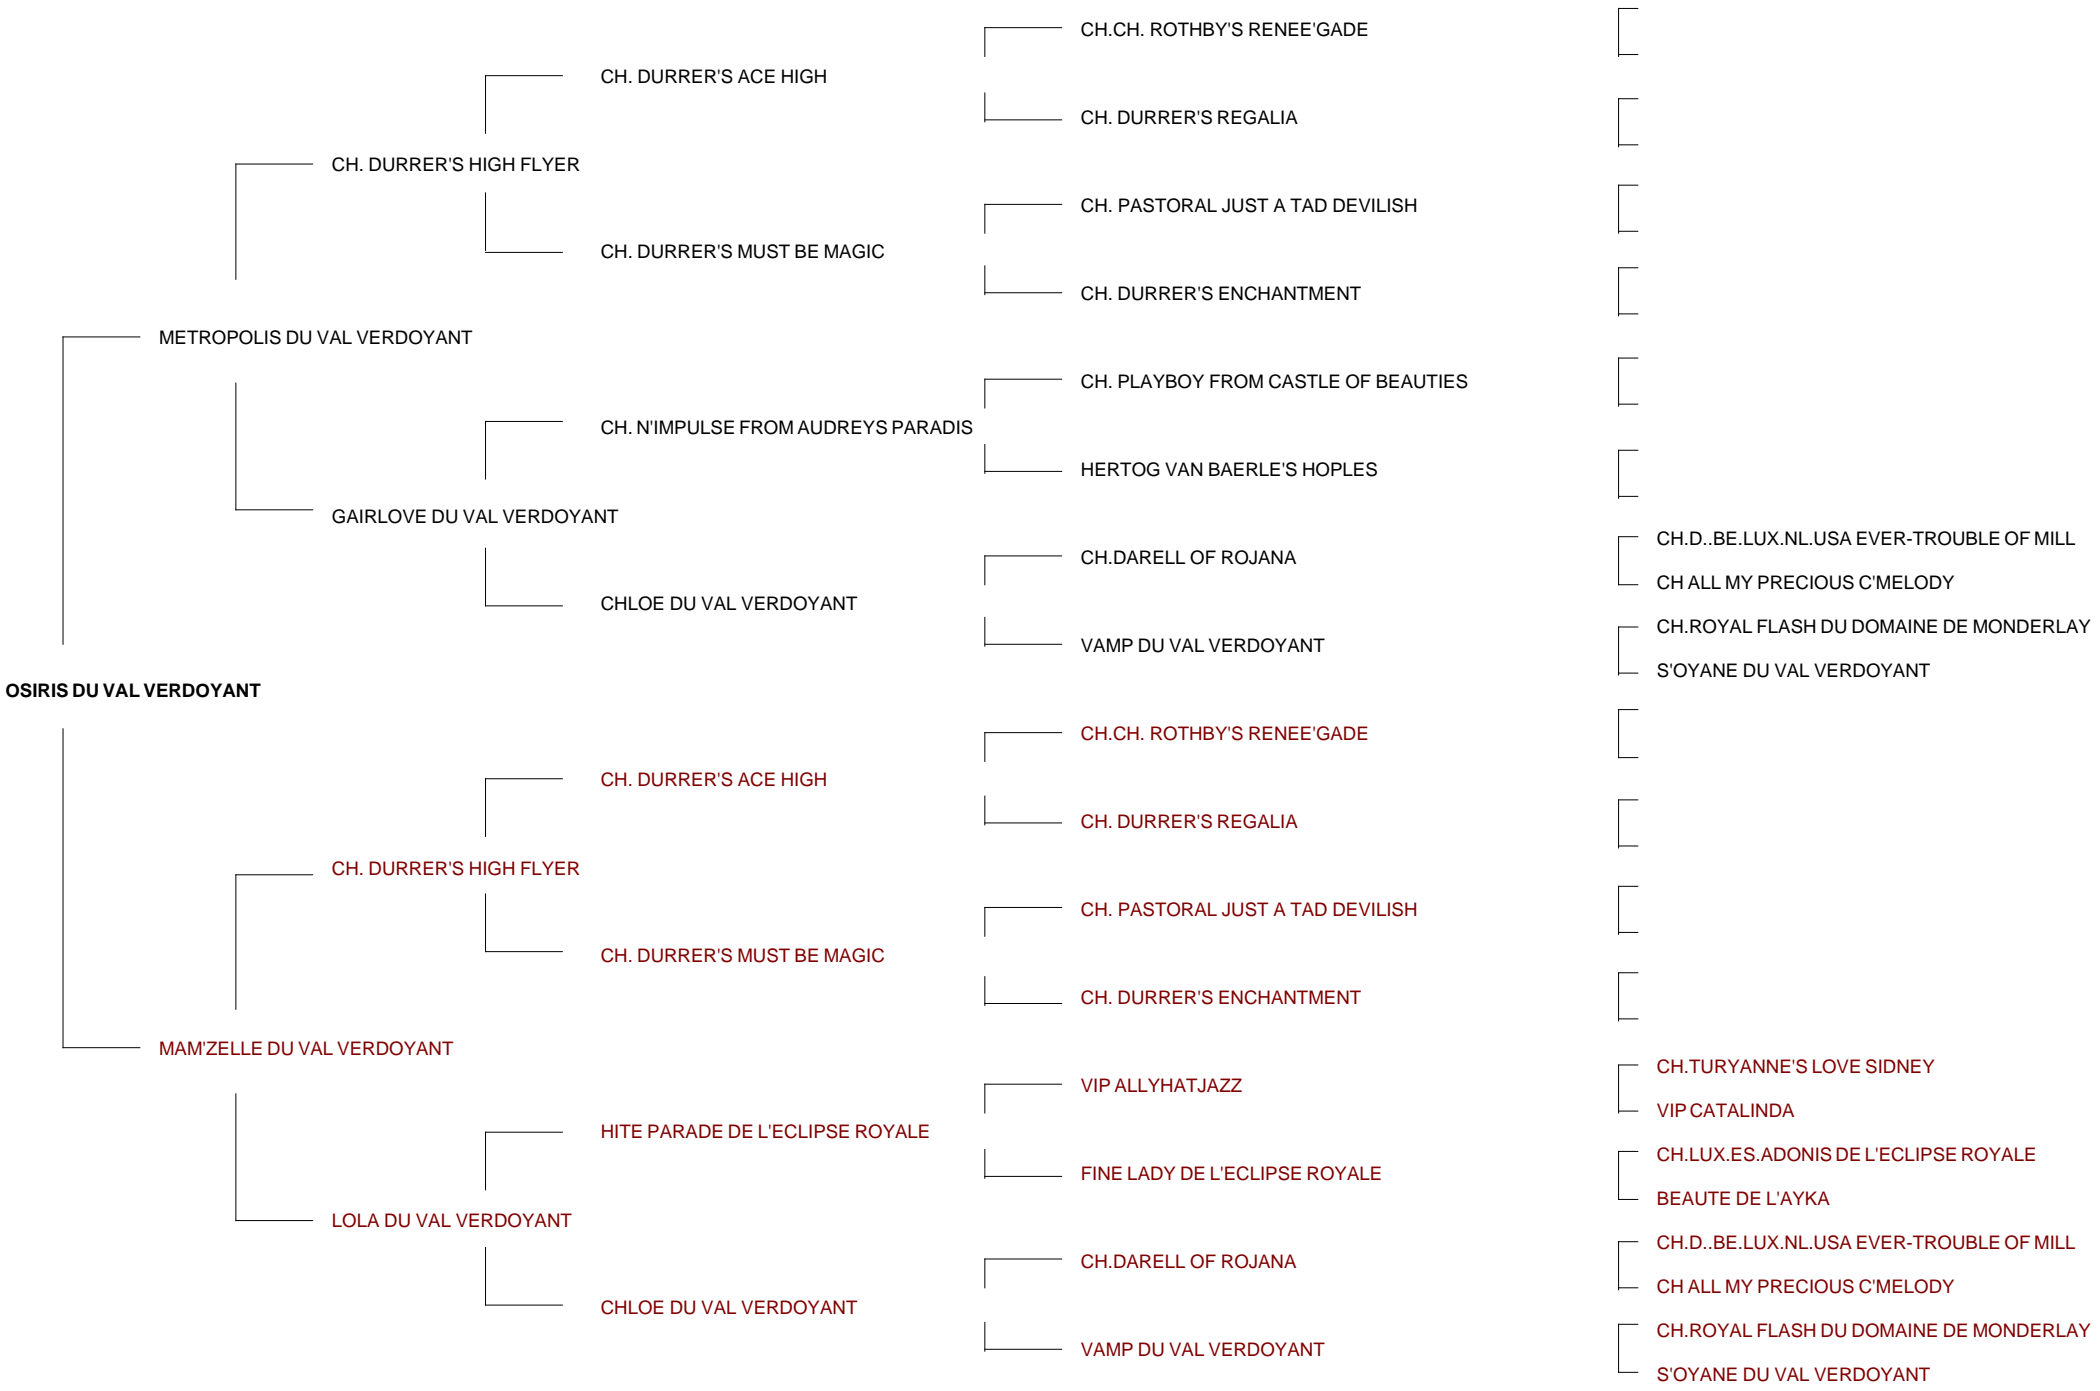 CH.CH. ROTHBY'S RENEE'GADE
CH. DURRER'S ACE HIGH
CH. DURRER'S REGALIA
CH. DURRER'S HIGH FLYER
CH. PASTORAL JUST A TAD DEVILISH
CH. DURRER'S MUST BE MAGIC
CH. DURRER'S ENCHANTMENT
METROPOLIS DU VAL VERDOYANT
CH. PLAYBOY FROM CASTLE OF BEAUTIES
CH. N'IMPULSE FROM AUDREYS PARADIS
HERTOG VAN BAERLE'S HOPLES
GAIRLOVE DU VAL VERDOYANT
CH.D..BE.LUX.NL.USA EVER-TROUBLE OF MILL
CH.DARELL OF ROJANA
CH ALL MY PRECIOUS C'MELODY
CHLOE DU VAL VERDOYANT
CH.ROYAL FLASH DU DOMAINE DE MONDERLAY
VAMP DU VAL VERDOYANT
S'OYANE DU VAL VERDOYANT
OSIRIS DU VAL VERDOYANT
CH.CH. ROTHBY'S RENEE'GADE
CH. DURRER'S ACE HIGH
CH. DURRER'S REGALIA
CH. DURRER'S HIGH FLYER
CH. PASTORAL JUST A TAD DEVILISH
CH. DURRER'S MUST BE MAGIC
CH. DURRER'S ENCHANTMENT
MAM'ZELLE DU VAL VERDOYANT
CH.TURYANNE'S LOVE SIDNEY
VIP ALLYHATJAZZ
VIP CATALINDA
HITE PARADE DE L'ECLIPSE ROYALE
CH.LUX.ES.ADONIS DE L'ECLIPSE ROYALE
FINE LADY DE L'ECLIPSE ROYALE
BEAUTE DE L'AYKA
LOLA DU VAL VERDOYANT
CH.D..BE.LUX.NL.USA EVER-TROUBLE OF MILL
CH.DARELL OF ROJANA
CH ALL MY PRECIOUS C'MELODY
CHLOE DU VAL VERDOYANT
CH.ROYAL FLASH DU DOMAINE DE MONDERLAY
VAMP DU VAL VERDOYANT
S'OYANE DU VAL VERDOYANT